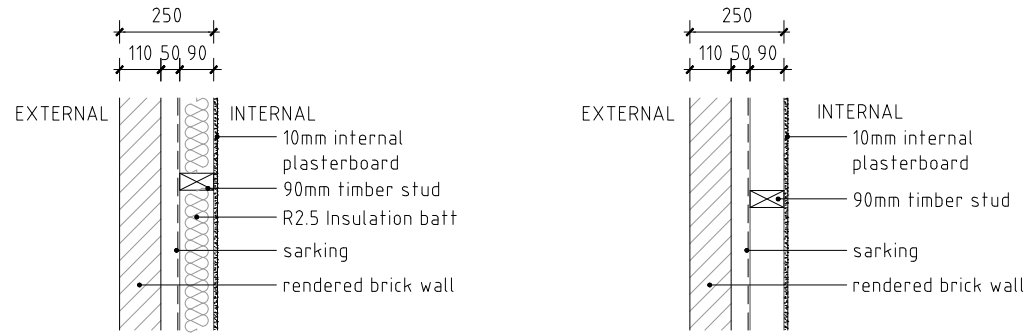 250
110 50 90
EXTERNAL
INTERNAL
10mm internal
plasterboard
90mm timber stud
R2.5 Insulation batt
sarking
rendered brick wall
250
110 50 90
EXTERNAL
INTERNAL
10mm internal
plasterboard
90mm timber stud
sarking
rendered brick wall